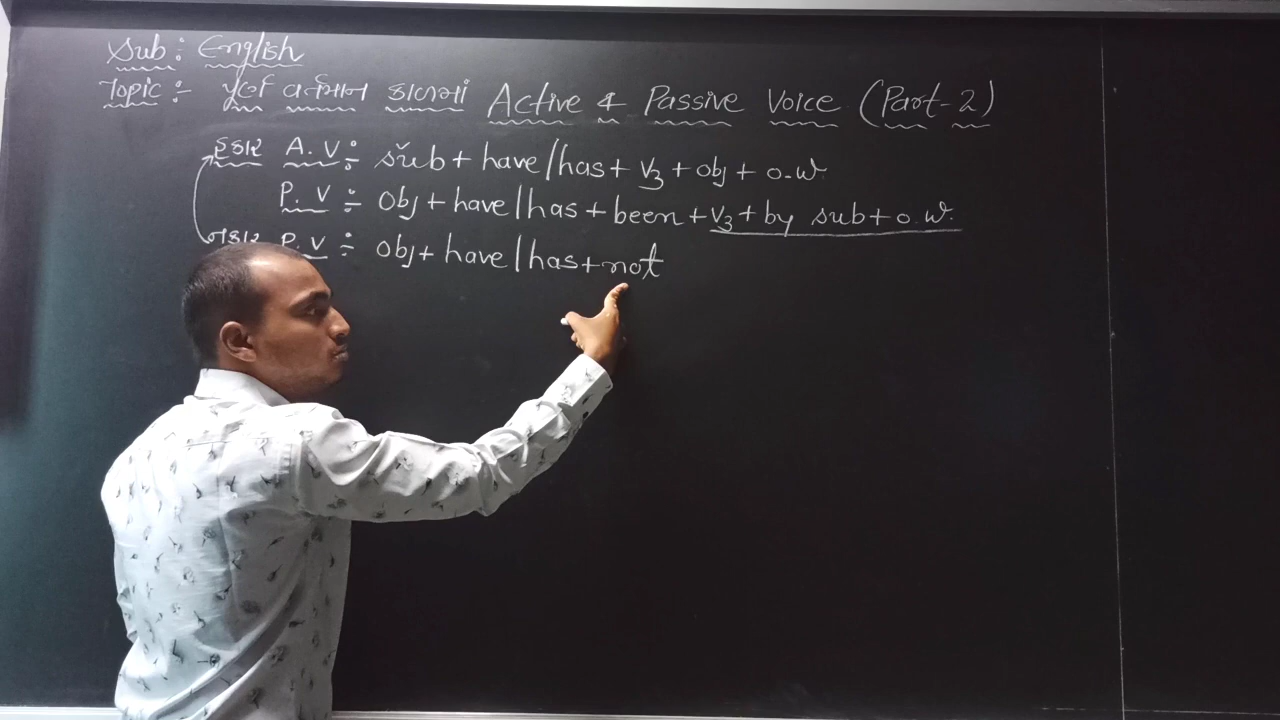 Sub : English
Topic :- પૂર્ણ વર્તમાન કાળમાં Active & Passive Voice (Part-2)
હકાર A. V :- sub + have/has + V3 + obj + o.w
P. V :- Obj + have/has + been + V3 + by sub + o.w.
નકાર P. V :- obj + have/has + not